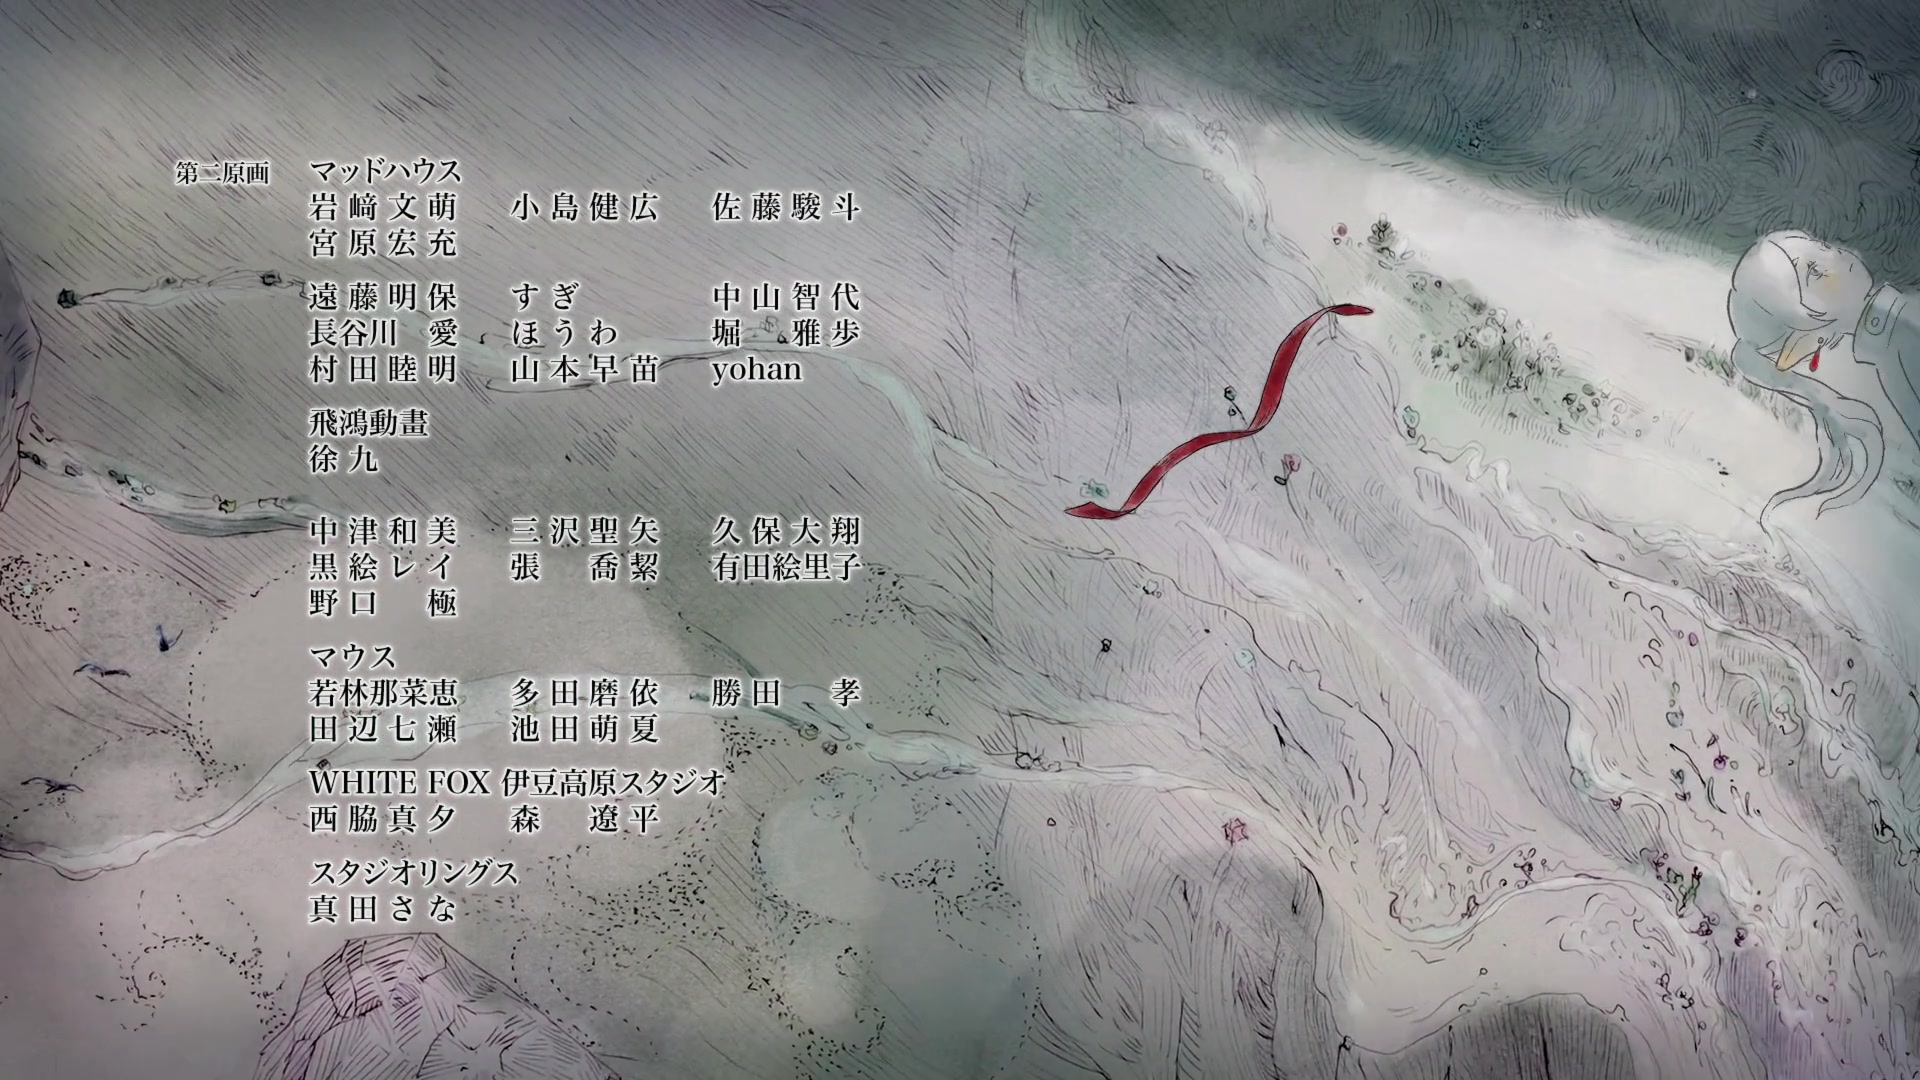 第二原画 マッドハウス
岩﨑文萌 小島健広 佐藤駿斗
宮原宏充
遠藤明保 すぎ 中山智代
長谷川 愛 ほうわ 堀 雅歩
村田睦明 山本早苗 yohan
飛鴻動畫
徐九
中津和美 三沢聖矢 久保大翔
黒絵レイ 張 喬絜 有田絵里子
野口 極
マウス
若林那菜恵 多田磨依 勝田 孝
田辺七瀬 池田萌夏
WHITE FOX 伊豆高原スタジオ
西脇真夕 森 遼平
スタジオリングス
真田さな